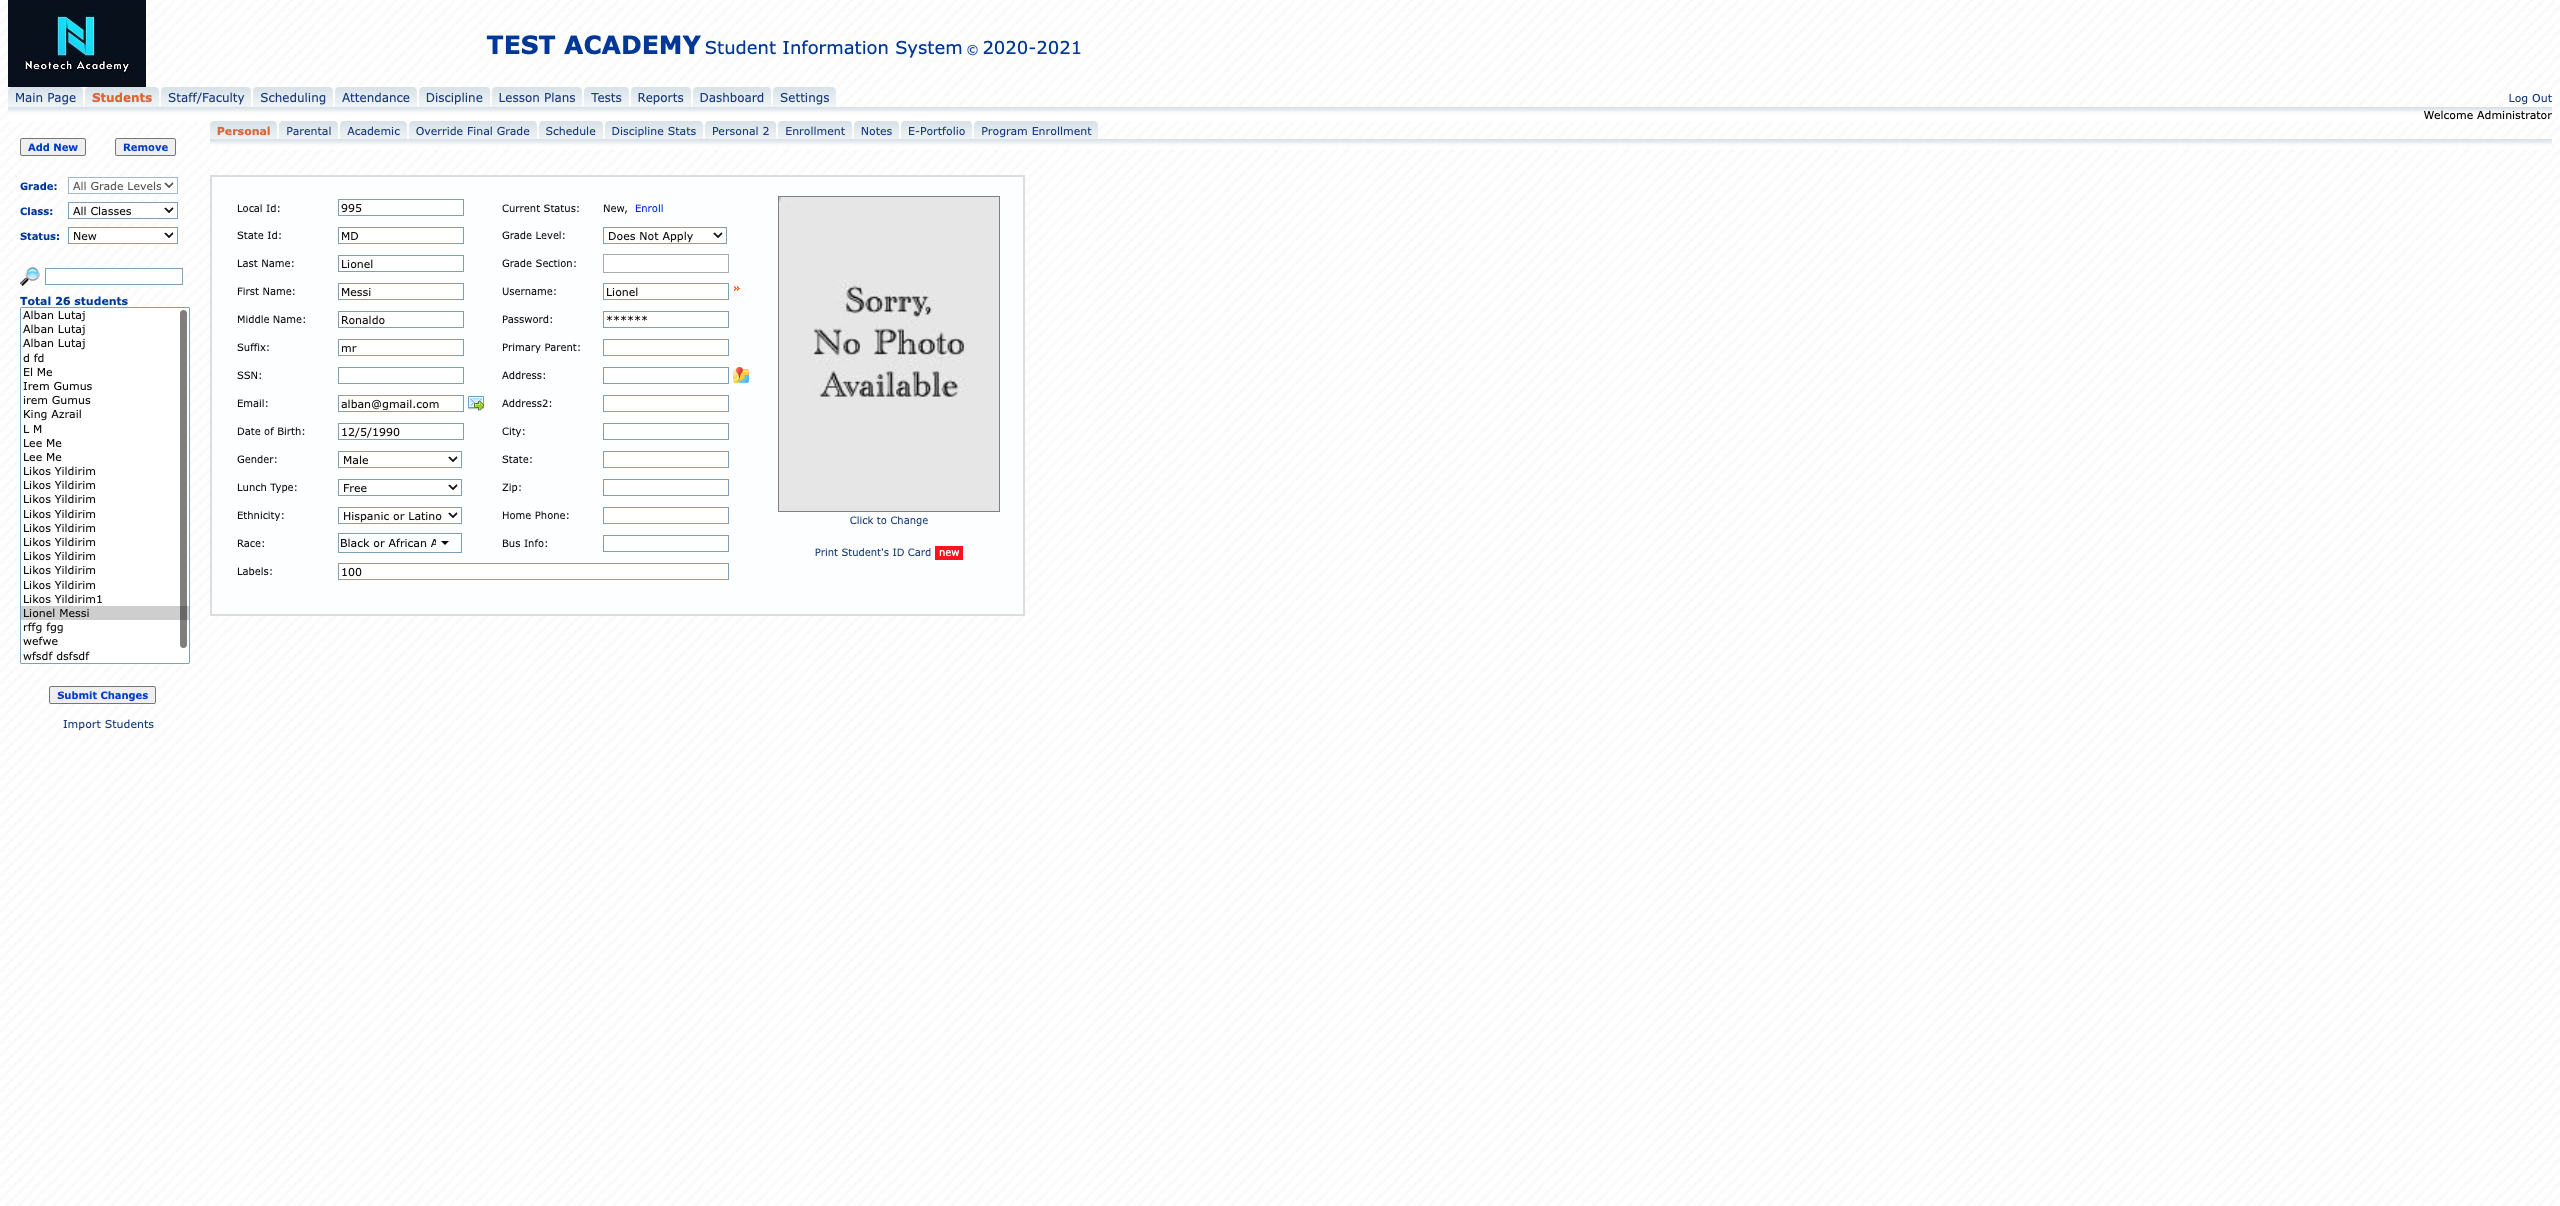 Neotech Academy
TEST ACADEMY Student Information System © 2020-2021
Main Page Students Staff/Faculty Scheduling Attendance Discipline Lesson Plans Tests Reports Dashboard Settings
Log Out
Welcome Administrator
Personal Parental Academic Override Final Grade Schedule Discipline Stats Personal 2 Enrollment Notes E-Portfolio Program Enrollment
Add New Remove
Grade: All Grade Levels
Class: All Classes
Status: New
Total 26 students
Alban Lutaj
Alban Lutaj
Alban Lutaj
d fd
El Me
Irem Gumus
irem Gumus
King Azrail
L M
Lee Me
Lee Me
Likos Yildirim
Likos Yildirim
Likos Yildirim
Likos Yildirim
Likos Yildirim
Likos Yildirim
Likos Yildirim
Likos Yildirim
Likos Yildirim
Likos Yildirim1
Lionel Messi
rffg fgg
wefwe
wfsdf dsfsdf
Submit Changes
Import Students
Local Id: 995 Current Status: New, Enroll
State Id: MD Grade Level: Does Not Apply
Last Name: Lionel Grade Section:
First Name: Messi Username: Lionel »
Middle Name: Ronaldo Password: ******
Suffix: mr Primary Parent:
SSN: Address:
Email: alban@gmail.com Address2:
Date of Birth: 12/5/1990 City:
Gender: Male State:
Lunch Type: Free Zip:
Ethnicity: Hispanic or Latino Home Phone:
Race: Black or African A Bus Info:
Labels: 100
Sorry,
No Photo
Available
Click to Change
Print Student's ID Card new